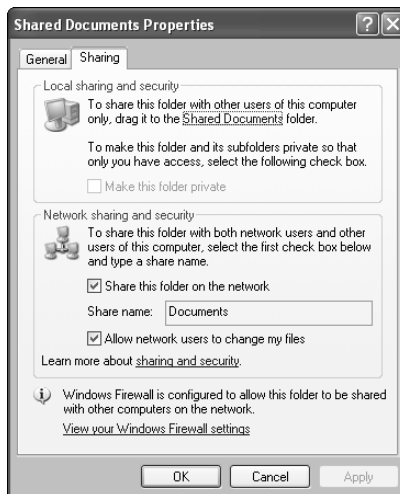 Shared Documents Properties
General Sharing
Local sharing and security
To share this folder with other users of this computer
only, drag it to the Shared Documents folder.
To make this folder and its subfolders private so that
only you have access, select the following check box.
Make this folder private
Network sharing and security
To share this folder with both network users and other
users of this computer, select the first check box below
and type a share name.
Share this folder on the network
Share name: Documents
Allow network users to change my files
Learn more about sharing and security.
Windows Firewall is configured to allow this folder to be shared
with other computers on the network.
View your Windows Firewall settings
OK Cancel Apply